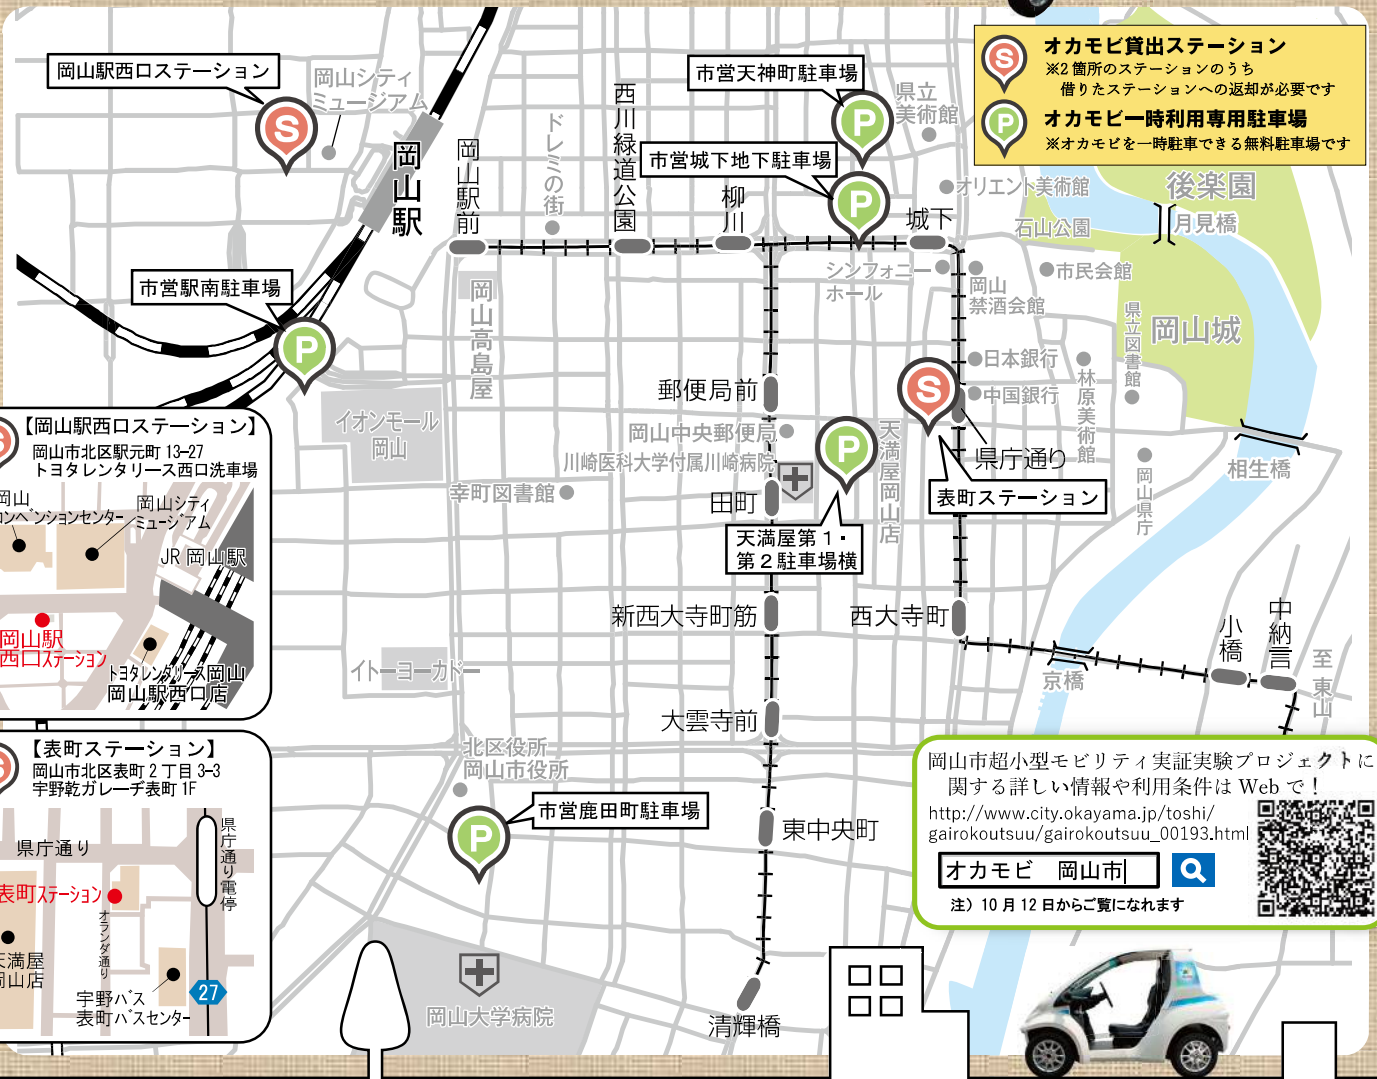 岡山駅西口ステーション
岡山シティ
ミュージアム
岡山駅
岡山駅前
ドレミの街
西川緑道公園
柳川
市営天神町駐車場
市営城下地下駐車場
県立
美術館
城下
オリエント美術館
石山公園
後楽園
月見橋
S
オカモビ貸出ステーション
※2箇所のステーションのうち
借りたステーションへの返却が必要です
P
オカモビ一時利用専用駐車場
※オカモビを一時駐車できる無料駐車場です
S
P
P
市営駅南駐車場
P
シンフォニー
ホール
岡山
禁酒会館
市民会館
県立図書館
岡山城
岡山高島屋
イオンモール
岡山
郵便局前
岡山中央郵便局
川崎医科大学付属川崎病院
幸町図書館
田町
天満屋第1・
第2駐車場横
P
天満屋岡山店
S
日本銀行
中国銀行
林原美術館
県庁通り
表町ステーション
岡山県庁
相生橋
新西大寺町筋
西大寺町
イトーヨーカドー
大雲寺前
京橋
小橋
中納言
至東山
北区役所
岡山市役所
市営鹿田町駐車場
P
東中央町
岡山大学病院
清輝橋
【岡山駅西口ステーション】
岡山市北区駅元町13-27
トヨタレンタリース西口洗車場
岡山
コンベンションセンター
岡山シティ
ミュージアム
JR岡山駅
岡山駅
西口ステーション
トヨタレンタリース岡山
岡山駅西口店
【表町ステーション】
岡山市北区表町2丁目3-3
宇野乾ガレーヂ表町1F
県庁通り
県庁通り電停
表町ステーション
オランダ通り
天満屋
岡山店
宇野バス
表町バスセンター
27
岡山市超小型モビリティ実証実験プロジェクトに
関する詳しい情報や利用条件はWebで！
http://www.city.okayama.jp/toshi/
gairokoutsuu/gairokoutsuu_00193.html
オカモビ　岡山市
注）10月12日からご覧になれます